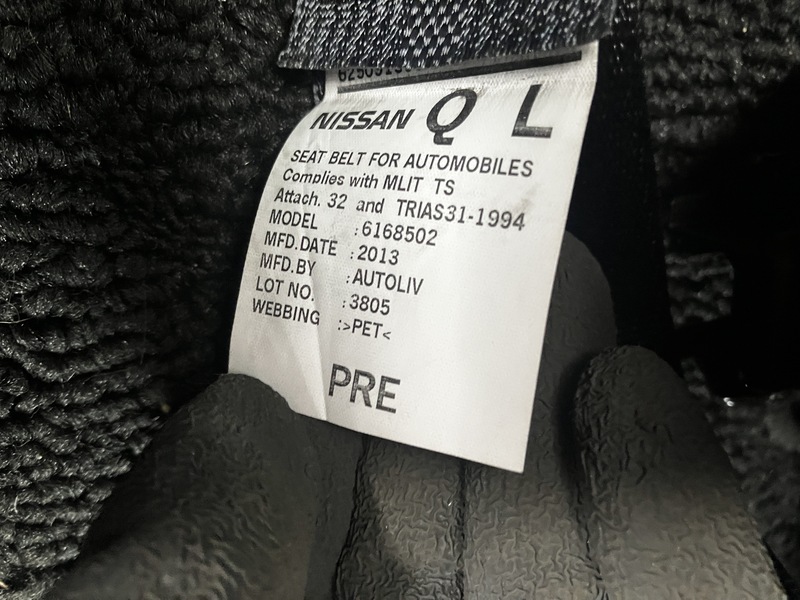 NISSAN Q L
SEAT BELT FOR AUTOMOBILES
Complies with MLIT TS
Attach. 32 and TRIAS31-1994
MODEL :6168502
MFD.DATE :2013
MFD.BY :AUTOLIV
LOT NO. :3805
WEBBING :>PET<
PRE